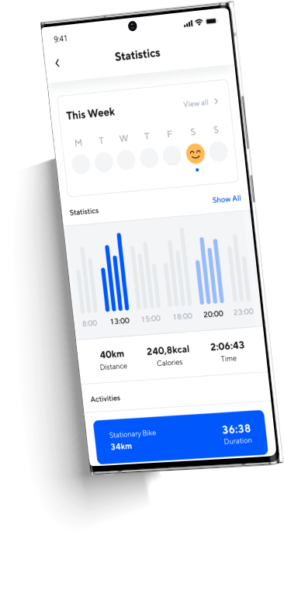 9:41
Statistics
This Week
View all
M T W T F S S
Statistics
Show All
8:00 13:00 15:00 18:00 20:00 23:00
40km 240,8kcal 2:06:43
Distance Calories Time
Activities
Stationary Bike 36:38
34km Duration